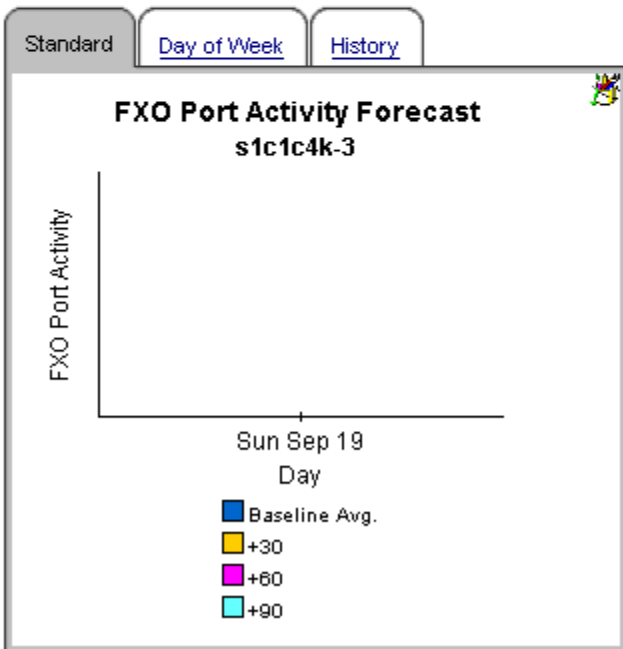 Standard
Day of Week
History
FXO Port Activity Forecast
s1c1c4k-3
FXO Port Activity
Sun Sep 19
Day
Baseline Avg.
+30
+60
+90